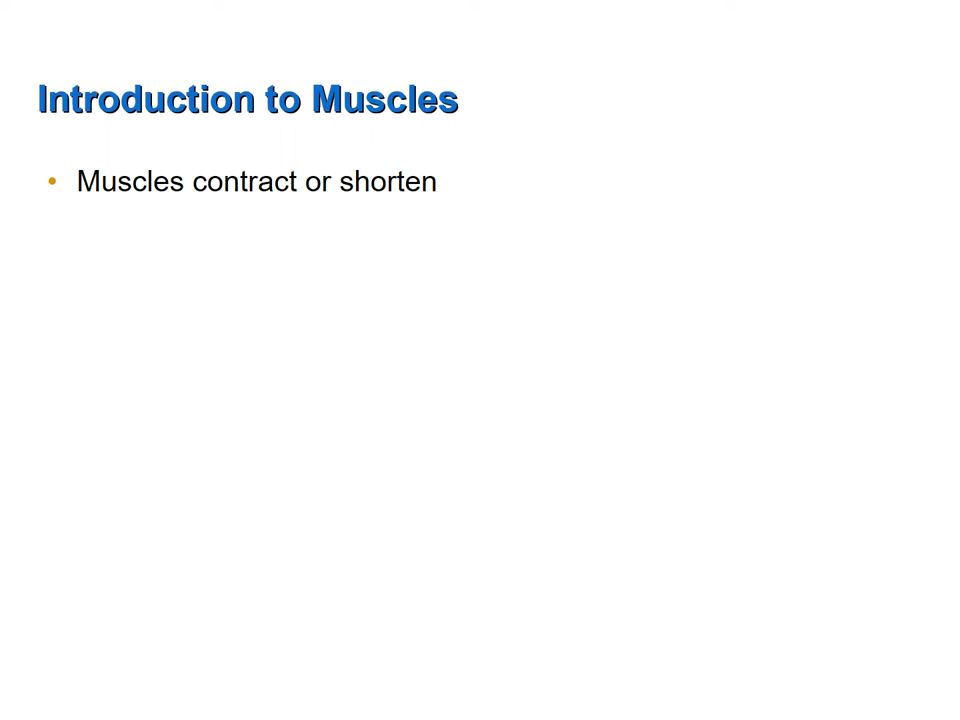 Introduction to Muscles
• Muscles contract or shorten